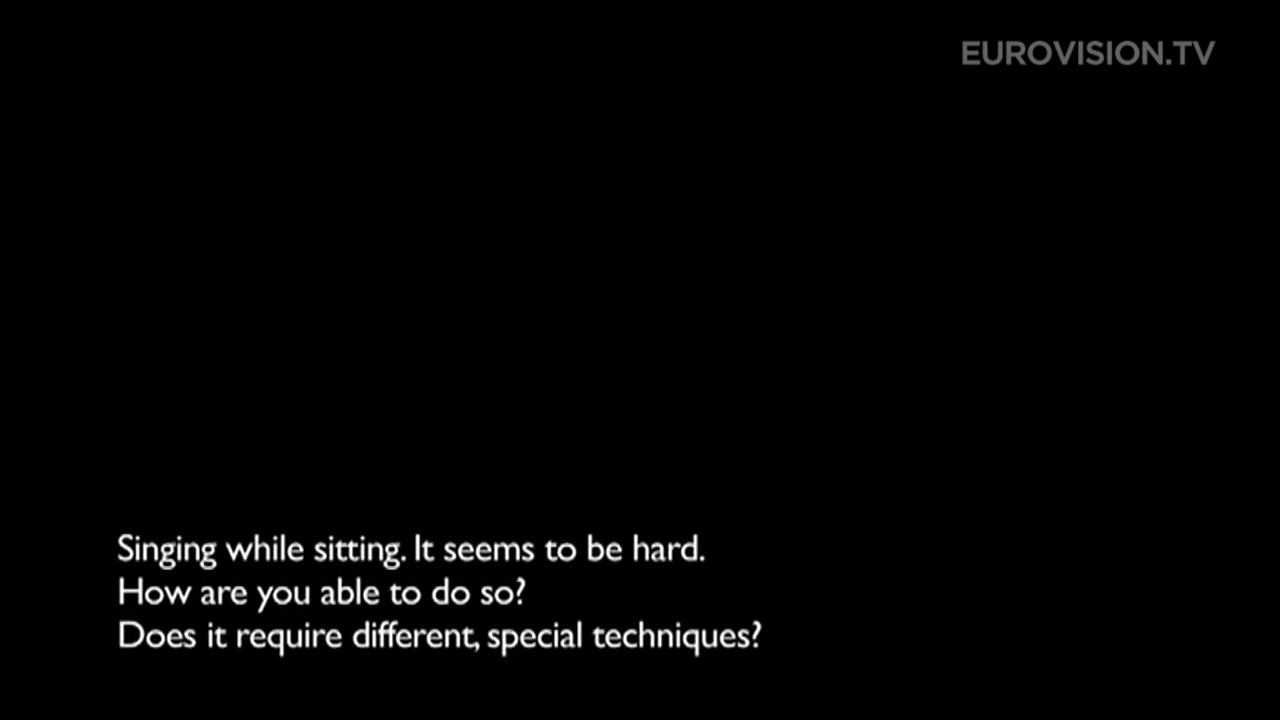 EUROVISION.TV
Singing while sitting. It seems to be hard.
How are you able to do so?
Does it require different, special techniques?